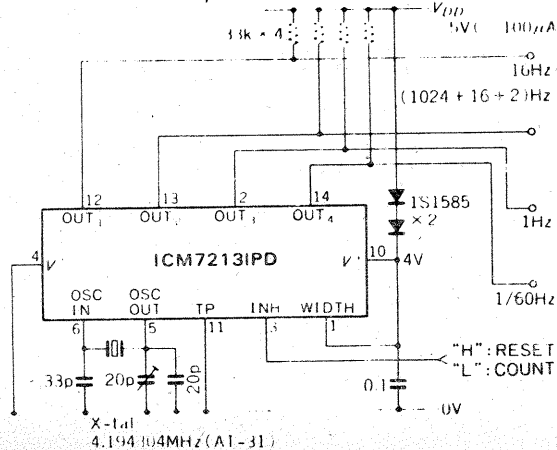 VDD
33k × 4
5V( 100μA
16Hz
(1024 + 16 + 2)Hz
12
13
2
14
OUT1
OUT2
OUT3
OUT4
1S1585
× 2
1Hz
4
V-
ICM7213IPD
V+
10
4V
OSC
IN
OSC
OUT
TP
INH
WIDTH
1/60Hz
6
5
11
3
1
"H":RESET
"L":COUNT
33p
20p
20p
0.1
0V
X-tal
4.194304MHz(AT-31)